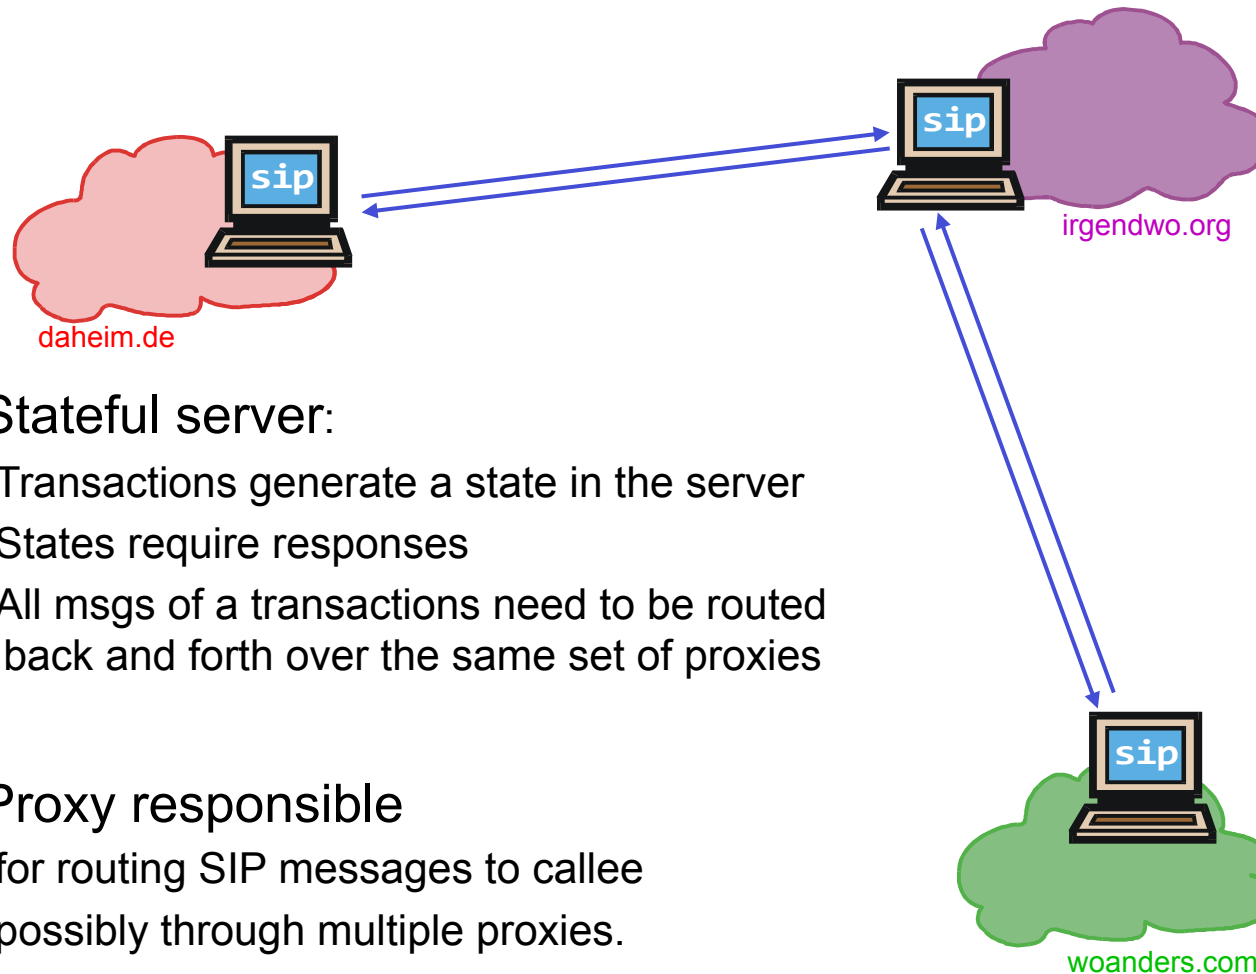 sip
sip
irgendwo.org
daheim.de
Stateful server:
Transactions generate a state in the server
States require responses
All msgs of a transactions need to be routed
back and forth over the same set of proxies
sip
Proxy responsible
for routing SIP messages to callee
possibly through multiple proxies.
woanders.com